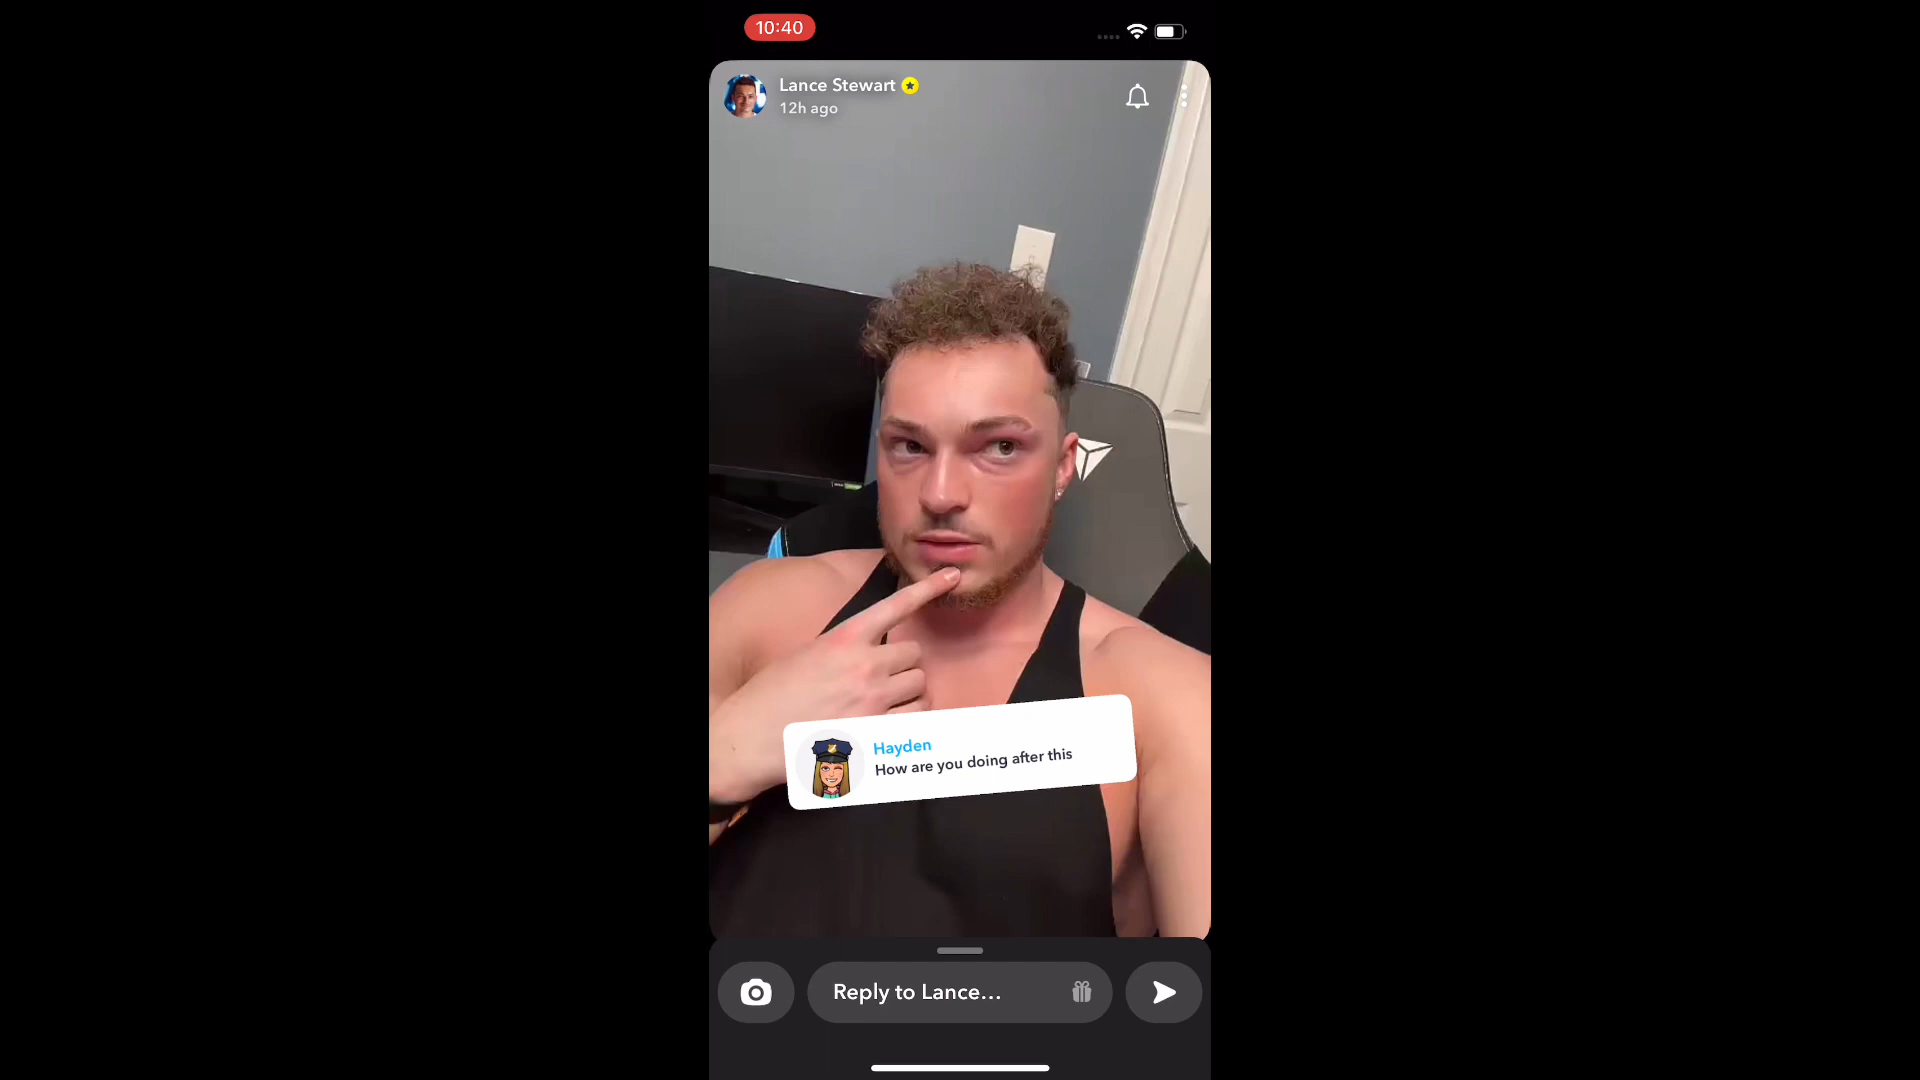 10:40
Lance Stewart
12h ago
Hayden
How are you doing after this
Reply to Lance...